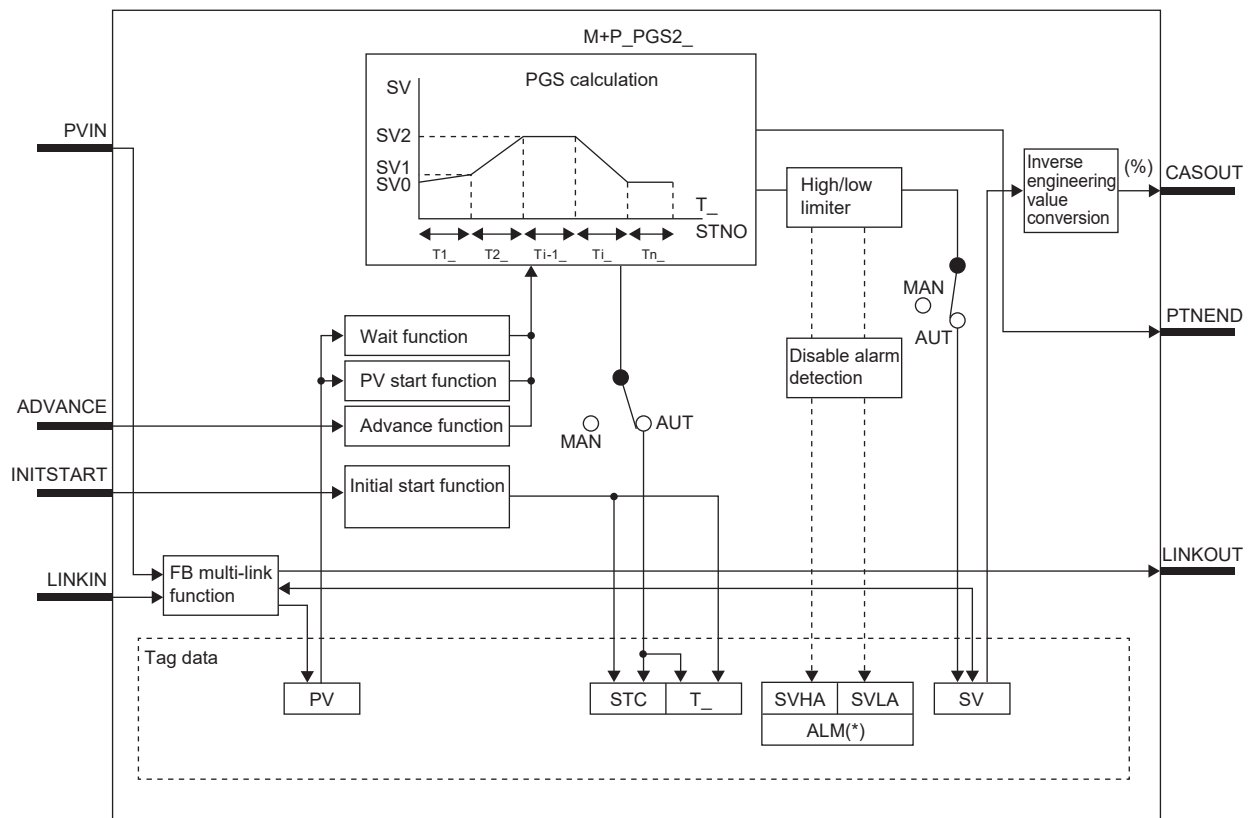 M+P_PGS2_
PGS calculation
SV
SV2
SV1
SV0
T_
STNO
T1_
T2_
Ti-1_
Ti_
Tn_
PVIN
High/low
limiter
Inverse
engineering
value
conversion
(%)
CASOUT
MAN
AUT
PTNEND
Wait function
PV start function
Advance function
ADVANCE
Disable alarm
detection
MAN
AUT
INITSTART
Initial start function
LINKIN
FB multi-link
function
LINKOUT
Tag data
PV
STC
T_
SVHA
SVLA
ALM(*)
SV